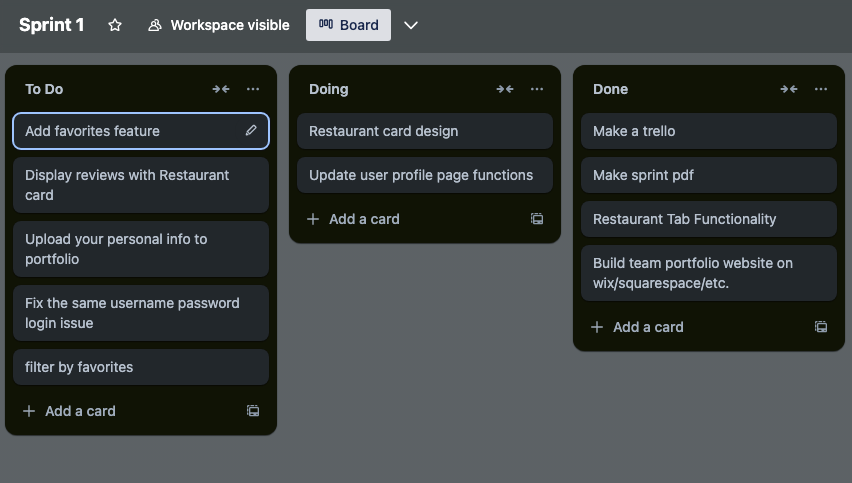 Sprint 1
Workspace visible
Board
To Do
Add favorites feature
Display reviews with Restaurant
card
Upload your personal info to
portfolio
Fix the same username password
login issue
filter by favorites
+ Add a card
Doing
Restaurant card design
Update user profile page functions
+ Add a card
Done
Make a trello
Make sprint pdf
Restaurant Tab Functionality
Build team portfolio website on
wix/squarespace/etc.
+ Add a card